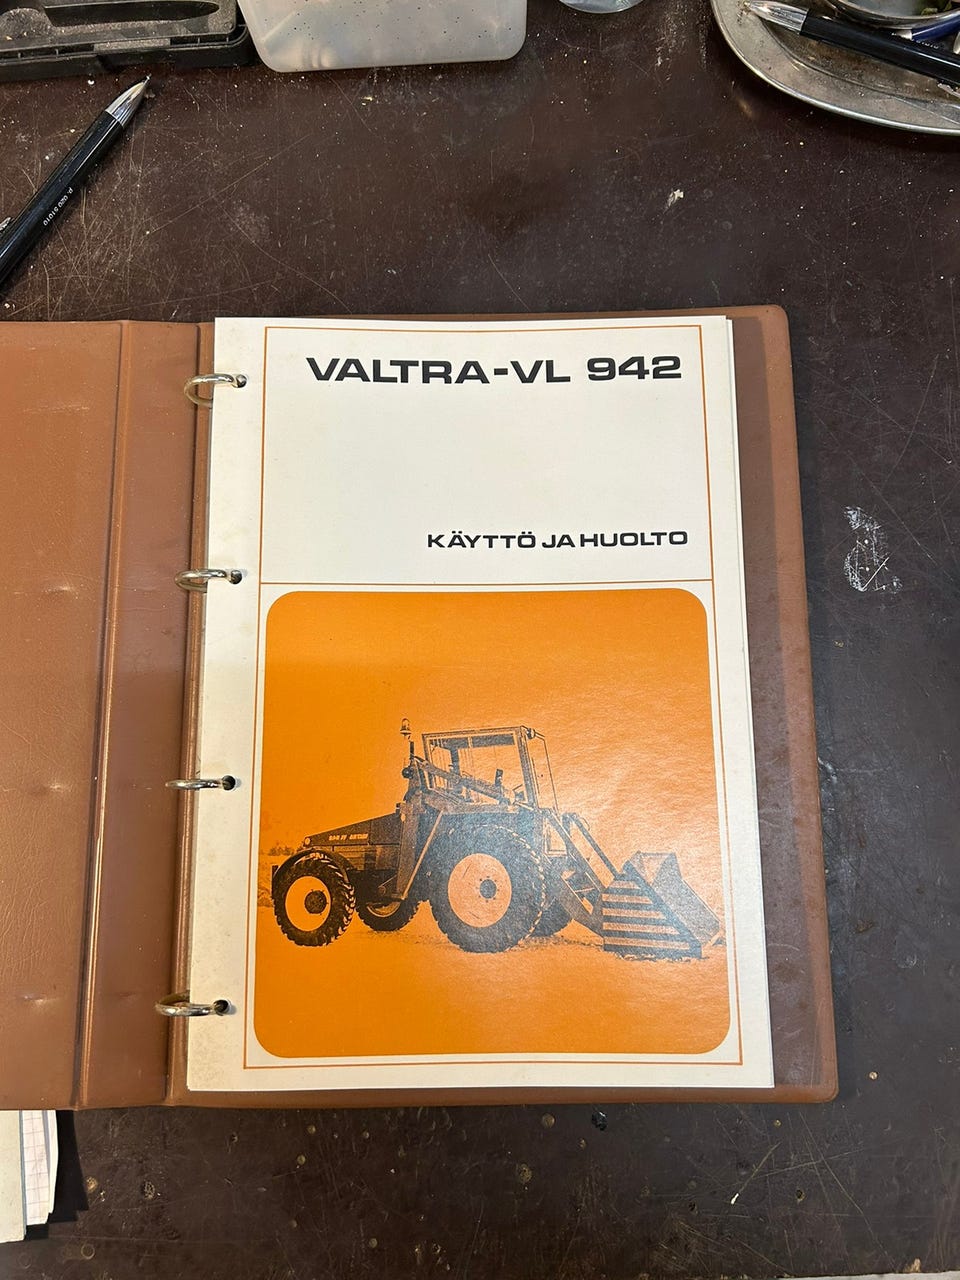 VALTRA-VL 942
KÄYTTÖ JA HUOLTO